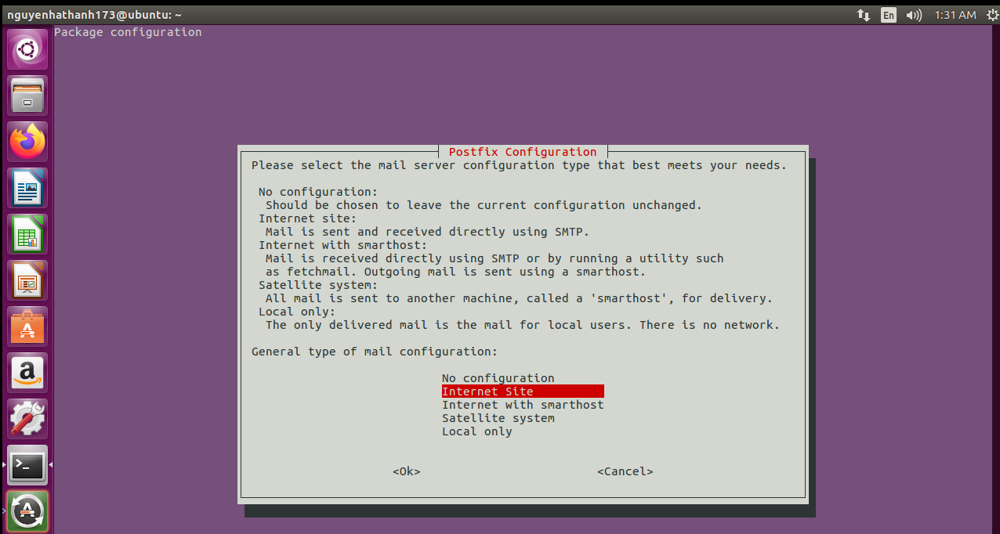 nguyenhathanh173@ubuntu: ~
En
1:31 AM
Package configuration
Postfix Configuration
Please select the mail server configuration type that best meets your needs.
No configuration:
Should be chosen to leave the current configuration unchanged.
Internet site:
Mail is sent and received directly using SMTP.
Internet with smarthost:
Mail is received directly using SMTP or by running a utility such
as fetchmail. Outgoing mail is sent using a smarthost.
Satellite system:
All mail is sent to another machine, called a 'smarthost', for delivery.
Local only:
The only delivered mail is the mail for local users. There is no network.
General type of mail configuration:
No configuration
Internet Site
Internet with smarthost
Satellite system
Local only
<Ok>
<Cancel>